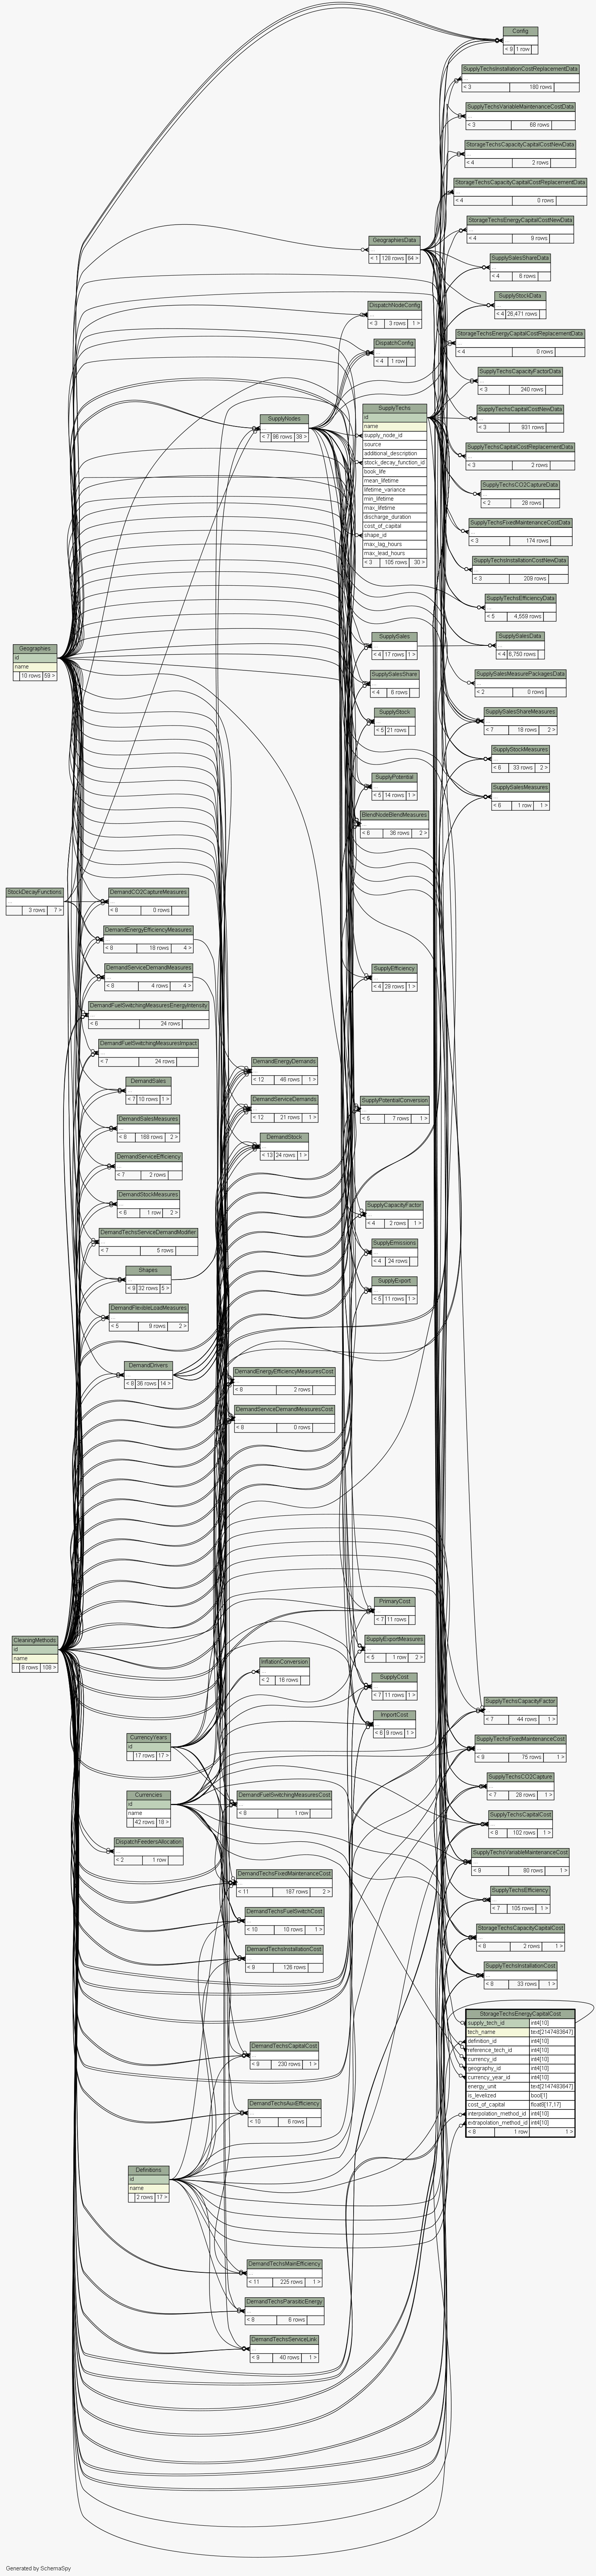 Config
...
< 9 1 row
SupplyTechsInstallationCostReplacementData
...
< 3 180 rows
SupplyTechsVariableMaintenanceCostData
...
< 3 68 rows
StorageTechsCapacityCapitalCostNewData
...
< 4 2 rows
StorageTechsCapacityCapitalCostReplacementData
...
< 4 0 rows
StorageTechsEnergyCapitalCostNewData
...
< 4 9 rows
GeographiesData
...
< 1 128 rows 64 >
SupplySalesShareData
...
< 4 6 rows
SupplyStockData
...
< 4 26,471 rows
DispatchNodeConfig
...
< 3 3 rows 1 >
StorageTechsEnergyCapitalCostReplacementData
...
< 4 0 rows
DispatchConfig
...
< 4 1 row
SupplyTechsCapacityFactorData
...
< 3 240 rows
SupplyTechsCapitalCostNewData
...
< 3 931 rows
SupplyNodes
...
< 7 86 rows 38 >
SupplyTechs
id
name
supply_node_id
source
additional_description
stock_decay_function_id
book_life
mean_lifetime
lifetime_variance
min_lifetime
max_lifetime
discharge_duration
cost_of_capital
shape_id
max_lag_hours
max_lead_hours
< 3 105 rows 30 >
SupplyTechsCapitalCostReplacementData
...
< 3 2 rows
SupplyTechsCO2CaptureData
...
< 2 28 rows
SupplyTechsFixedMaintenanceCostData
...
< 3 174 rows
SupplyTechsInstallationCostNewData
...
< 3 209 rows
SupplyTechsEfficiencyData
...
< 5 4,559 rows
Geographies
id
name
10 rows 59 >
SupplySales
...
< 4 17 rows 1 >
SupplySalesData
...
< 4 6,750 rows
SupplySalesShare
...
< 4 6 rows
SupplySalesMeasurePackagesData
...
< 2 0 rows
SupplyStock
...
< 5 21 rows
SupplySalesShareMeasures
...
< 7 18 rows 2 >
SupplyStockMeasures
...
< 6 33 rows 2 >
SupplyPotential
...
< 5 14 rows 1 >
SupplySalesMeasures
...
< 6 1 row 1 >
BlendNodeBlendMeasures
...
< 6 36 rows 2 >
StockDecayFunctions
...
3 rows 7 >
DemandCO2CaptureMeasures
...
< 8 0 rows
DemandEnergyEfficiencyMeasures
...
< 8 18 rows 4 >
DemandServiceDemandMeasures
...
< 8 4 rows 4 >
SupplyEfficiency
...
< 4 29 rows 1 >
DemandFuelSwitchingMeasuresEnergyIntensity
...
< 6 24 rows
DemandFuelSwitchingMeasuresImpact
...
< 7 24 rows
DemandEnergyDemands
...
< 12 46 rows 1 >
DemandSales
...
< 7 10 rows 1 >
DemandServiceDemands
...
< 12 21 rows 1 >
SupplyPotentialConversion
...
< 5 7 rows 1 >
DemandSalesMeasures
...
< 8 168 rows 2 >
DemandStock
...
< 13 24 rows 1 >
DemandServiceEfficiency
...
< 7 2 rows
DemandStockMeasures
...
< 6 1 row 2 >
SupplyCapacityFactor
...
< 4 2 rows 1 >
DemandTechsServiceDemandModifier
...
< 7 5 rows
SupplyEmissions
...
< 4 24 rows
Shapes
...
< 9 32 rows 5 >
SupplyExport
...
< 5 11 rows 1 >
DemandFlexibleLoadMeasures
...
< 5 9 rows 2 >
DemandDrivers
...
< 8 36 rows 14 >
DemandEnergyEfficiencyMeasuresCost
...
< 8 2 rows
DemandServiceDemandMeasuresCost
...
< 8 0 rows
PrimaryCost
...
< 7 11 rows
CleaningMethods
id
name
8 rows 108 >
SupplyExportMeasures
...
< 5 1 row 2 >
InflationConversion
...
< 2 16 rows
SupplyCost
...
< 7 11 rows 1 >
SupplyTechsCapacityFactor
...
< 7 44 rows 1 >
ImportCost
...
< 6 9 rows 1 >
CurrencyYears
id
17 rows 17 >
SupplyTechsFixedMaintenanceCost
...
< 9 75 rows 1 >
SupplyTechsCO2Capture
...
< 7 28 rows 1 >
Currencies
id
name
42 rows 18 >
DemandFuelSwitchingMeasuresCost
...
< 8 1 row
SupplyTechsCapitalCost
...
< 8 102 rows 1 >
DispatchFeedersAllocation
...
< 2 1 row
SupplyTechsVariableMaintenanceCost
...
< 9 80 rows 1 >
DemandTechsFixedMaintenanceCost
...
< 11 187 rows 2 >
SupplyTechsEfficiency
...
< 7 105 rows 1 >
DemandTechsFuelSwitchCost
...
< 10 10 rows 1 >
StorageTechsCapacityCapitalCost
...
< 8 2 rows 1 >
DemandTechsInstallationCost
...
< 9 126 rows
SupplyTechsInstallationCost
...
< 8 33 rows 1 >
StorageTechsEnergyCapitalCost
supply_tech_id int4[10]
tech_name text[2147483647]
definition_id int4[10]
reference_tech_id int4[10]
currency_id int4[10]
geography_id int4[10]
currency_year_id int4[10]
energy_unit text[2147483647]
is_levelized bool[1]
cost_of_capital float8[17,17]
interpolation_method_id int4[10]
extrapolation_method_id int4[10]
< 8 1 row 1 >
DemandTechsCapitalCost
...
< 9 230 rows 1 >
DemandTechsAuxEfficiency
...
< 10 6 rows
Definitions
id
name
2 rows 17 >
DemandTechsMainEfficiency
...
< 11 225 rows 1 >
DemandTechsParasiticEnergy
...
< 8 6 rows
DemandTechsServiceLink
...
< 8 40 rows 1 >
Generated by SchemaSpy